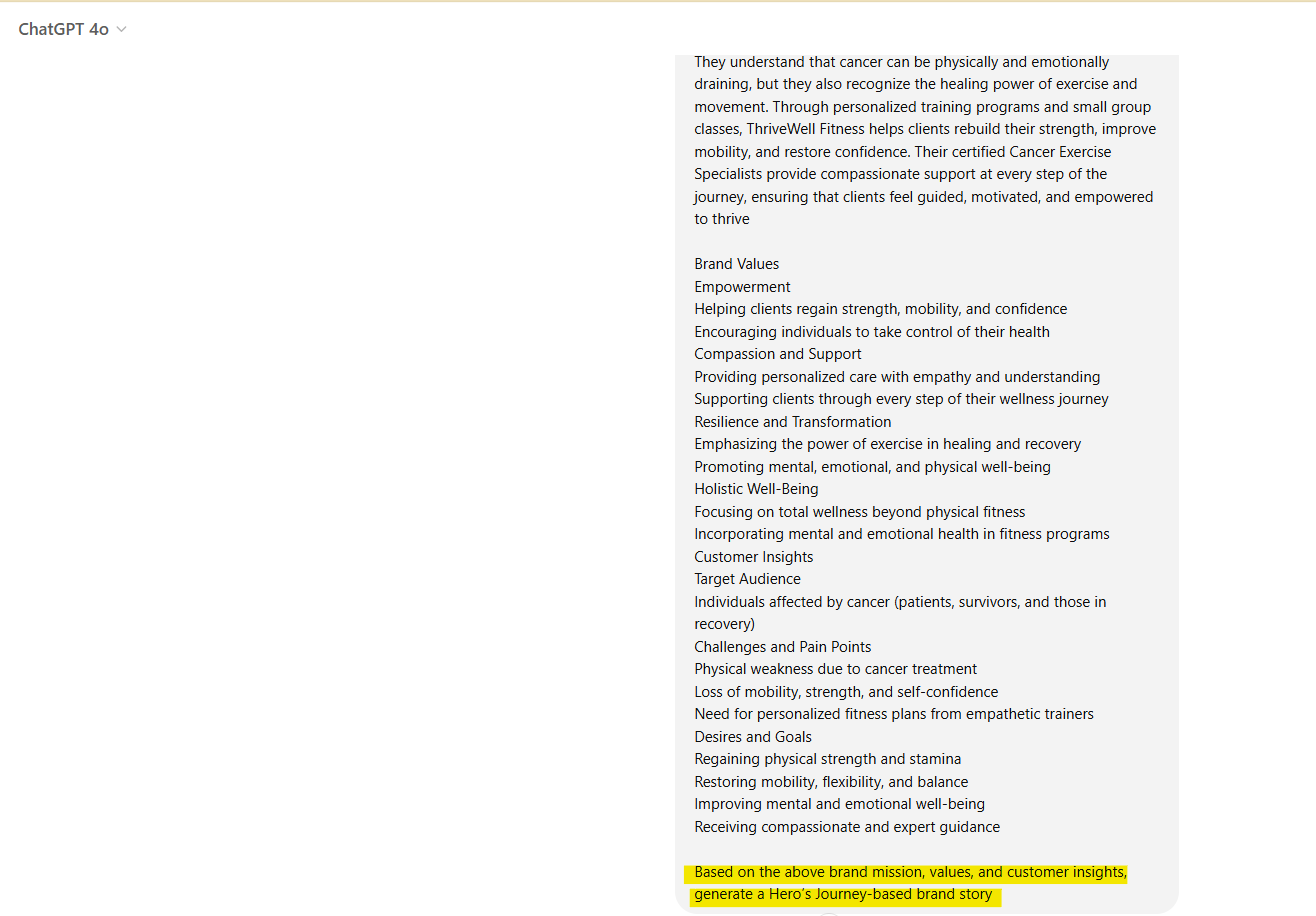 ChatGPT 4o
They understand that cancer can be physically and emotionally
draining, but they also recognize the healing power of exercise and
movement. Through personalized training programs and small group
classes, ThriveWell Fitness helps clients rebuild their strength, improve
mobility, and restore confidence. Their certified Cancer Exercise
Specialists provide compassionate support at every step of the
journey, ensuring that clients feel guided, motivated, and empowered
to thrive
Brand Values
Empowerment
Helping clients regain strength, mobility, and confidence
Encouraging individuals to take control of their health
Compassion and Support
Providing personalized care with empathy and understanding
Supporting clients through every step of their wellness journey
Resilience and Transformation
Emphasizing the power of exercise in healing and recovery
Promoting mental, emotional, and physical well-being
Holistic Well-Being
Focusing on total wellness beyond physical fitness
Incorporating mental and emotional health in fitness programs
Customer Insights
Target Audience
Individuals affected by cancer (patients, survivors, and those in
recovery)
Challenges and Pain Points
Physical weakness due to cancer treatment
Loss of mobility, strength, and self-confidence
Need for personalized fitness plans from empathetic trainers
Desires and Goals
Regaining physical strength and stamina
Restoring mobility, flexibility, and balance
Improving mental and emotional well-being
Receiving compassionate and expert guidance
Based on the above brand mission, values, and customer insights,
generate a Hero’s Journey-based brand story